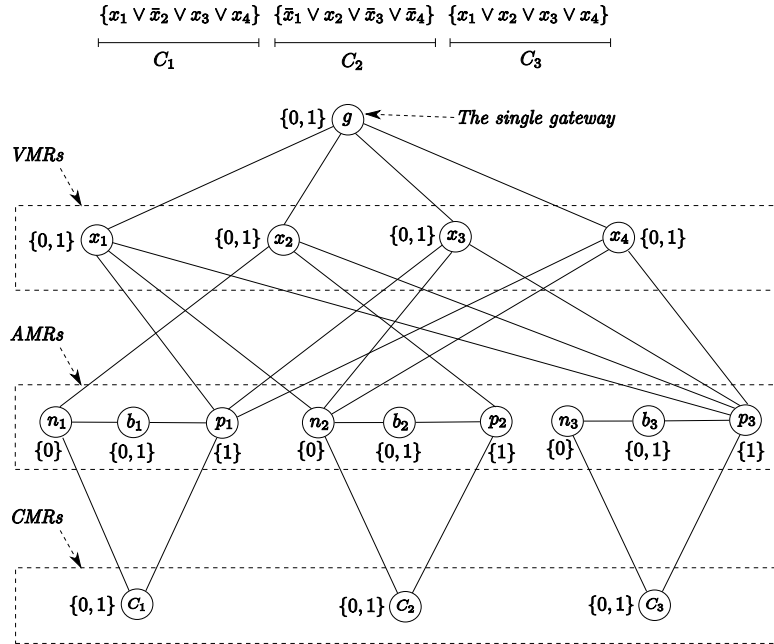 {x₁ ∨ x̄₂ ∨ x₃ ∨ x₄} {x̄₁ ∨ x₂ ∨ x̄₃ ∨ x̄₄} {x₁ ∨ x₂ ∨ x₃ ∨ x₄}
C₁ C₂ C₃
{0, 1} g The single gateway
VMRs
{0, 1} x₁ {0, 1} x₂ {0, 1} x₃ x₄ {0, 1}
AMRs
n₁ b₁ p₁ n₂ b₂ p₂ n₃ b₃ p₃
{0} {0, 1} {1} {0} {0, 1} {1} {0} {0, 1} {1}
CMRs
{0, 1} C₁ {0, 1} C₂ {0, 1} C₃